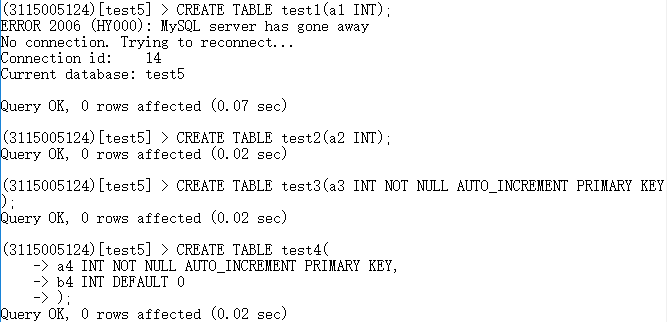 (3115005124)[test5] > CREATE TABLE test1(a1 INT);
ERROR 2006 (HY000): MySQL server has gone away
No connection. Trying to reconnect...
Connection id:    14
Current database: test5
Query OK, 0 rows affected (0.07 sec)
(3115005124)[test5] > CREATE TABLE test2(a2 INT);
Query OK, 0 rows affected (0.02 sec)
(3115005124)[test5] > CREATE TABLE test3(a3 INT NOT NULL AUTO_INCREMENT PRIMARY KEY
);
Query OK, 0 rows affected (0.02 sec)
(3115005124)[test5] > CREATE TABLE test4(
    -> a4 INT NOT NULL AUTO_INCREMENT PRIMARY KEY,
    -> b4 INT DEFAULT 0
    -> );
Query OK, 0 rows affected (0.02 sec)